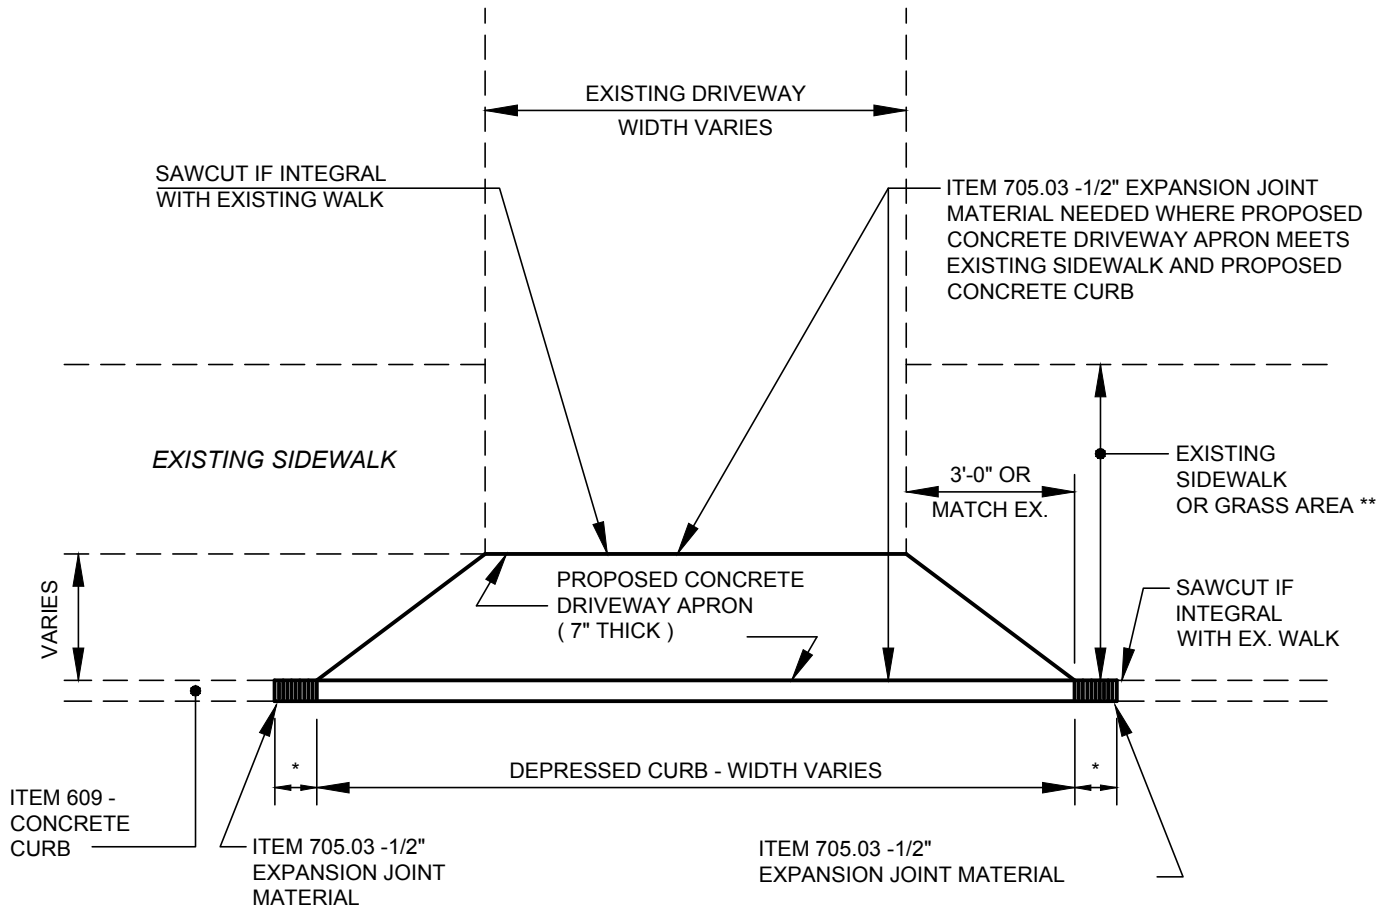 EXISTING DRIVEWAY
WIDTH VARIES
SAWCUT IF INTEGRAL
WITH EXISTING WALK
ITEM 705.03 -1/2" EXPANSION JOINT
MATERIAL NEEDED WHERE PROPOSED
CONCRETE DRIVEWAY APRON MEETS
EXISTING SIDEWALK AND PROPOSED
CONCRETE CURB
EXISTING SIDEWALK
3'-0" OR
MATCH EX.
EXISTING
SIDEWALK
OR GRASS AREA **
VARIES
PROPOSED CONCRETE
DRIVEWAY APRON
( 7" THICK )
SAWCUT IF
INTEGRAL
WITH EX. WALK
*
DEPRESSED CURB - WIDTH VARIES
*
ITEM 609 -
CONCRETE
CURB
ITEM 705.03 -1/2"
EXPANSION JOINT
MATERIAL
ITEM 705.03 -1/2"
EXPANSION JOINT MATERIAL